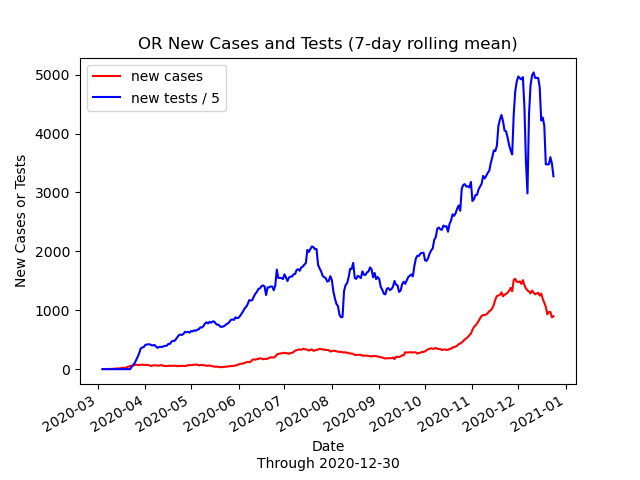 OR New Cases and Tests (7-day rolling mean)
new cases
new tests / 5
New Cases or Tests
5000
4000
3000
2000
1000
0
2020-03
2020-04
2020-05
2020-06
2020-07
2020-08
2020-09
2020-10
2020-11
2020-12
2021-01
Date
Through 2020-12-30